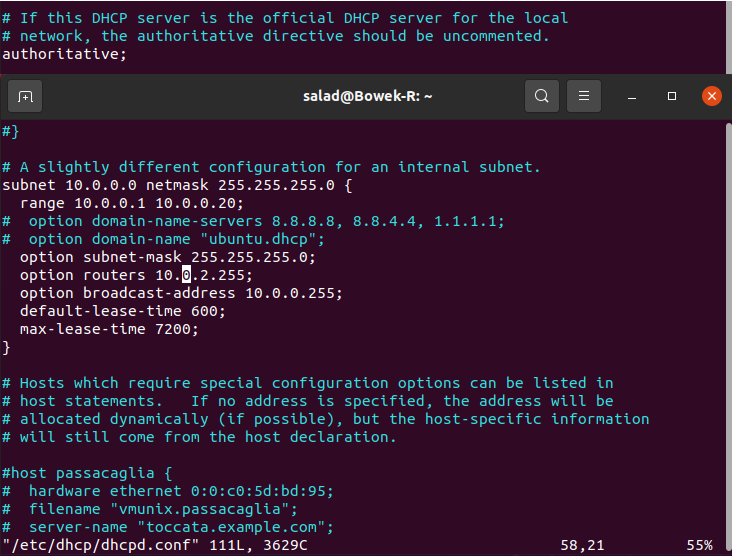 # If this DHCP server is the official DHCP server for the local
# network, the authoritative directive should be uncommented.
authoritative;
salad@Bowek-R: ~
#}
# A slightly different configuration for an internal subnet.
subnet 10.0.0.0 netmask 255.255.255.0 {
  range 10.0.0.1 10.0.0.20;
#  option domain-name-servers 8.8.8.8, 8.8.4.4, 1.1.1.1;
#  option domain-name "ubuntu.dhcp";
  option subnet-mask 255.255.255.0;
  option routers 10.0.2.255;
  option broadcast-address 10.0.0.255;
  default-lease-time 600;
  max-lease-time 7200;
}
# Hosts which require special configuration options can be listed in
# host statements.   If no address is specified, the address will be
# allocated dynamically (if possible), but the host-specific information
# will still come from the host declaration.
#host passacaglia {
#  hardware ethernet 0:0:c0:5d:bd:95;
#  filename "vmunix.passacaglia";
#  server-name "toccata.example.com";
"/etc/dhcp/dhcpd.conf" 111L, 3629C 58,21 55%